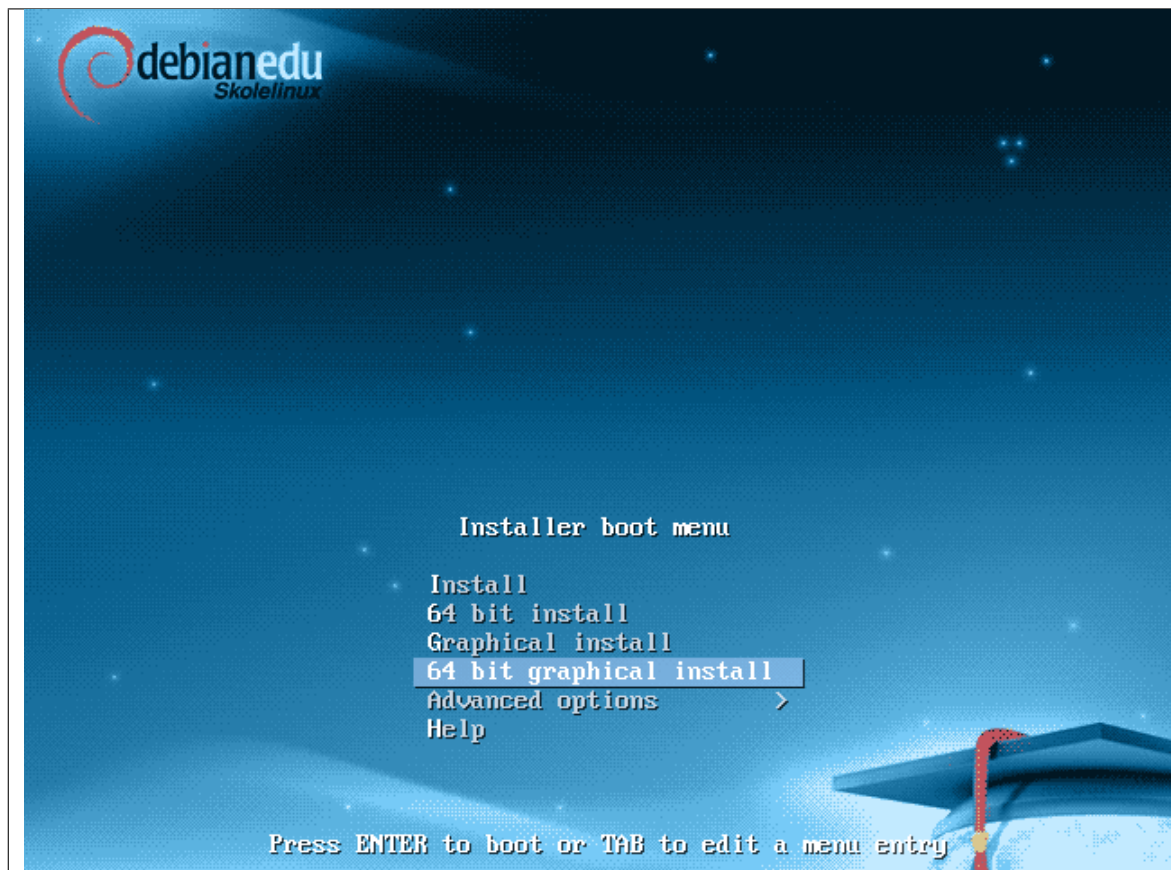 debianedu
Skolelinux
Installer boot menu
Install
64 bit install
Graphical install
64 bit graphical install
Advanced options >
Help
Press ENTER to boot or TAB to edit a menu entry